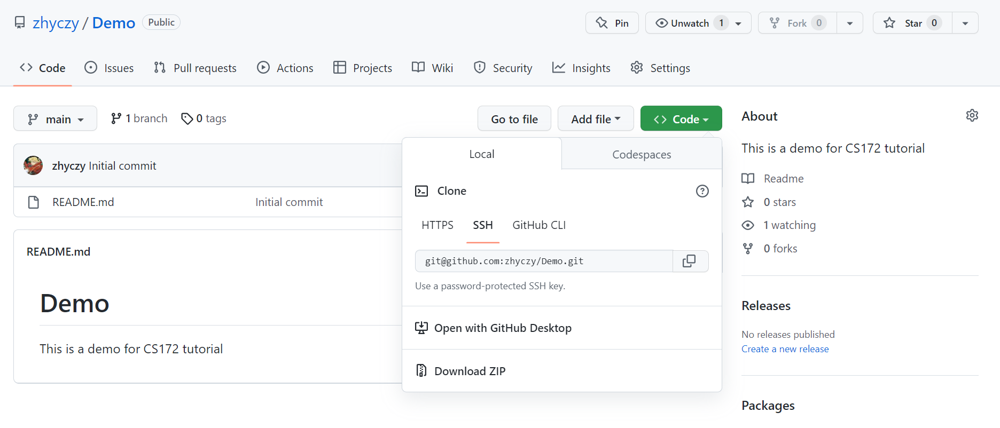 zhyczy / Demo Public
Pin
Unwatch 1
Fork 0
Star 0
Code
Issues
Pull requests
Actions
Projects
Wiki
Security
Insights
Settings
main
1 branch
0 tags
Go to file
Add file
Code
zhyczy Initial commit
README.md
Initial commit
README.md
Demo
This is a demo for CS172 tutorial
Local
Codespaces
Clone
HTTPS
SSH
GitHub CLI
git@github.com:zhyczy/Demo.git
Use a password-protected SSH key.
Open with GitHub Desktop
Download ZIP
About
This is a demo for CS172 tutorial
Readme
0 stars
1 watching
0 forks
Releases
No releases published
Create a new release
Packages